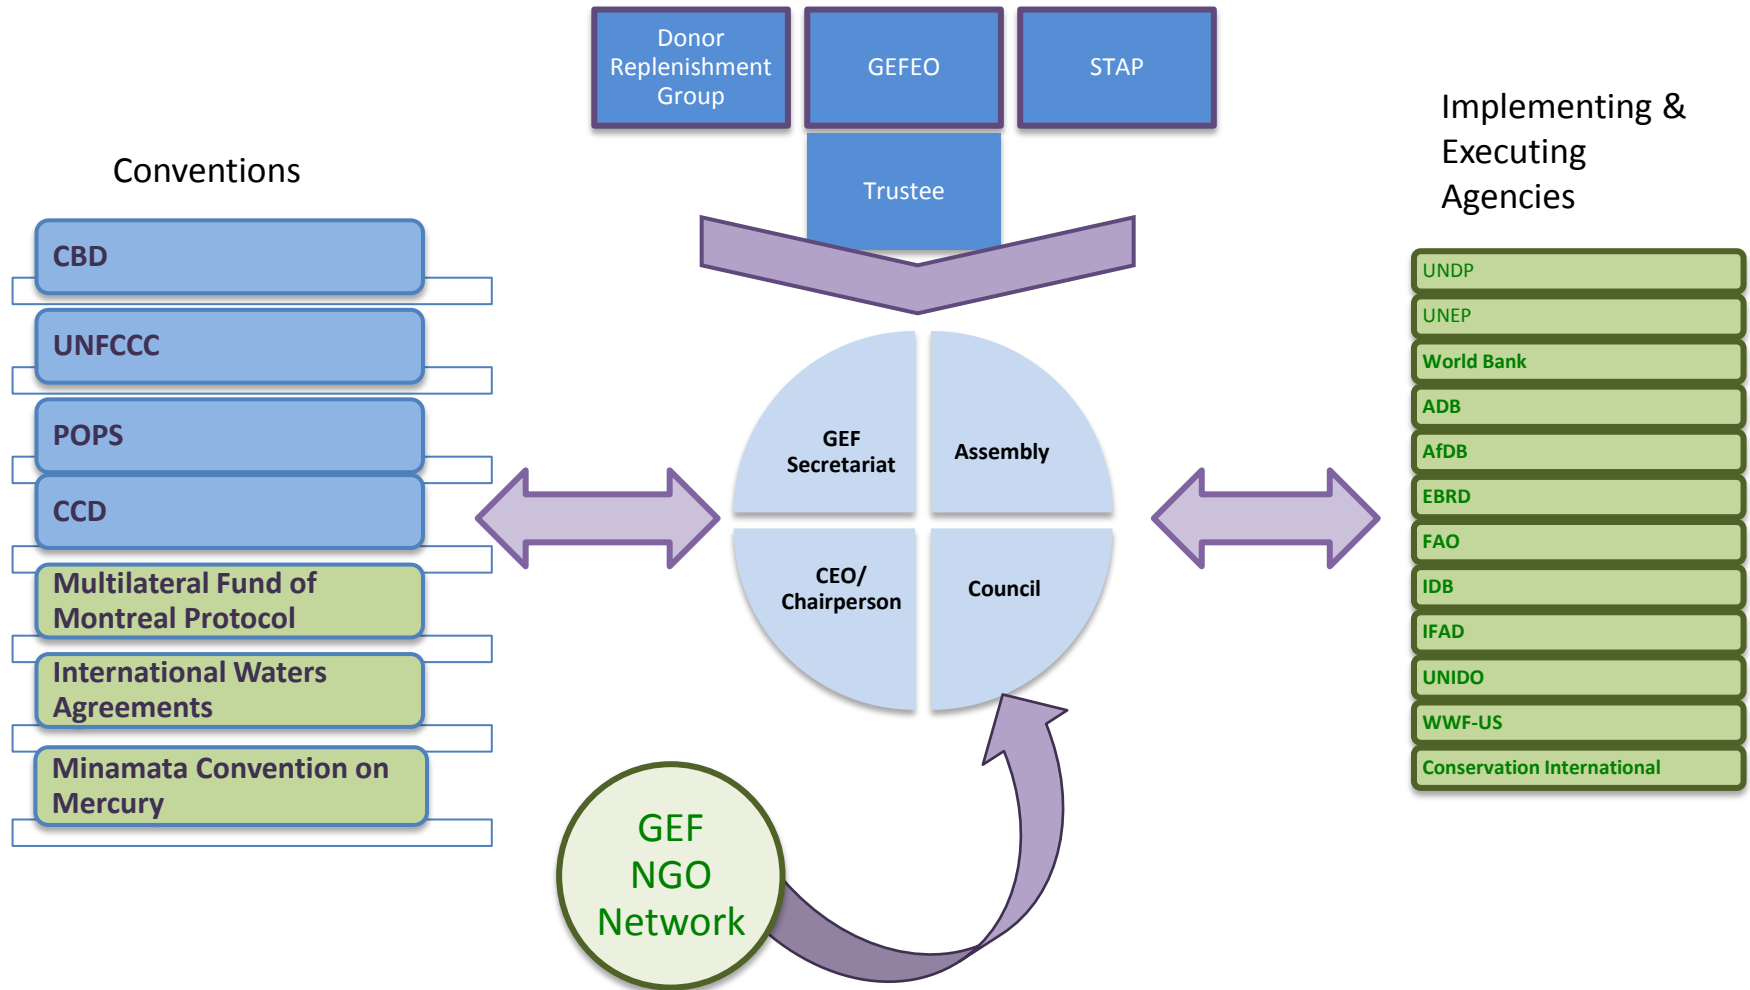 Donor
Replenishment
Group
GEFEO
STAP
Trustee
Conventions
CBD
UNFCCC
POPS
CCD
Multilateral Fund of
Montreal Protocol
International Waters
Agreements
Minamata Convention on
Mercury
GEF
Secretariat
Assembly
CEO/
Chairperson
Council
GEF
NGO
Network
Implementing &
Executing
Agencies
UNDP
UNEP
World Bank
ADB
AfDB
EBRD
FAO
IDB
IFAD
UNIDO
WWF-US
Conservation International